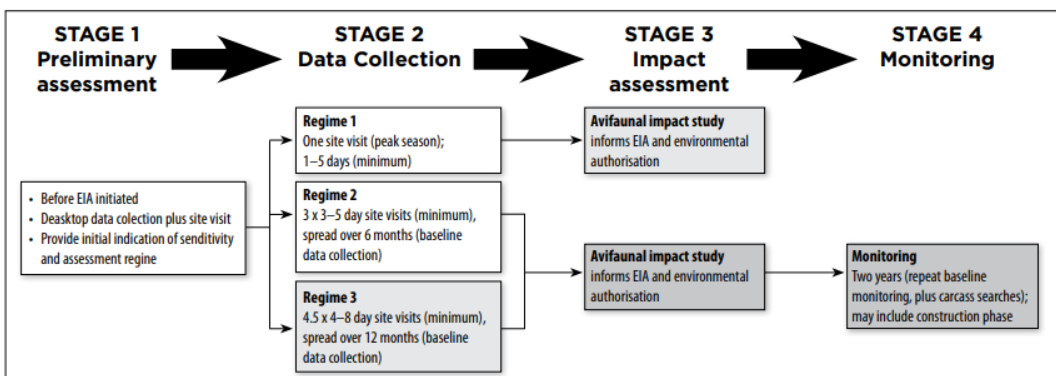 STAGE 1
Preliminary
assessment
STAGE 2
Data Collection
STAGE 3
Impact
assessment
STAGE 4
Monitoring
• Before EIA initiated
• Deasktop data colection plus site visit
• Provide initial indication of senditivity
and assessment regine
Regime 1
One site visit (peak season);
1–5 days (minimum)
Regime 2
3 x 3–5 day site visits (minimum),
spread over 6 months (baseline
data collection)
Regime 3
4.5 x 4–8 day site visits (minimum),
spread over 12 months (baseline
data collection)
Avifaunal impact study
informs EIA and environmental
authorisation
Avifaunal impact study
informs EIA and environmental
authorisation
Monitoring
Two years (repeat baseline
monitoring, plus carcass searches);
may include construction phase